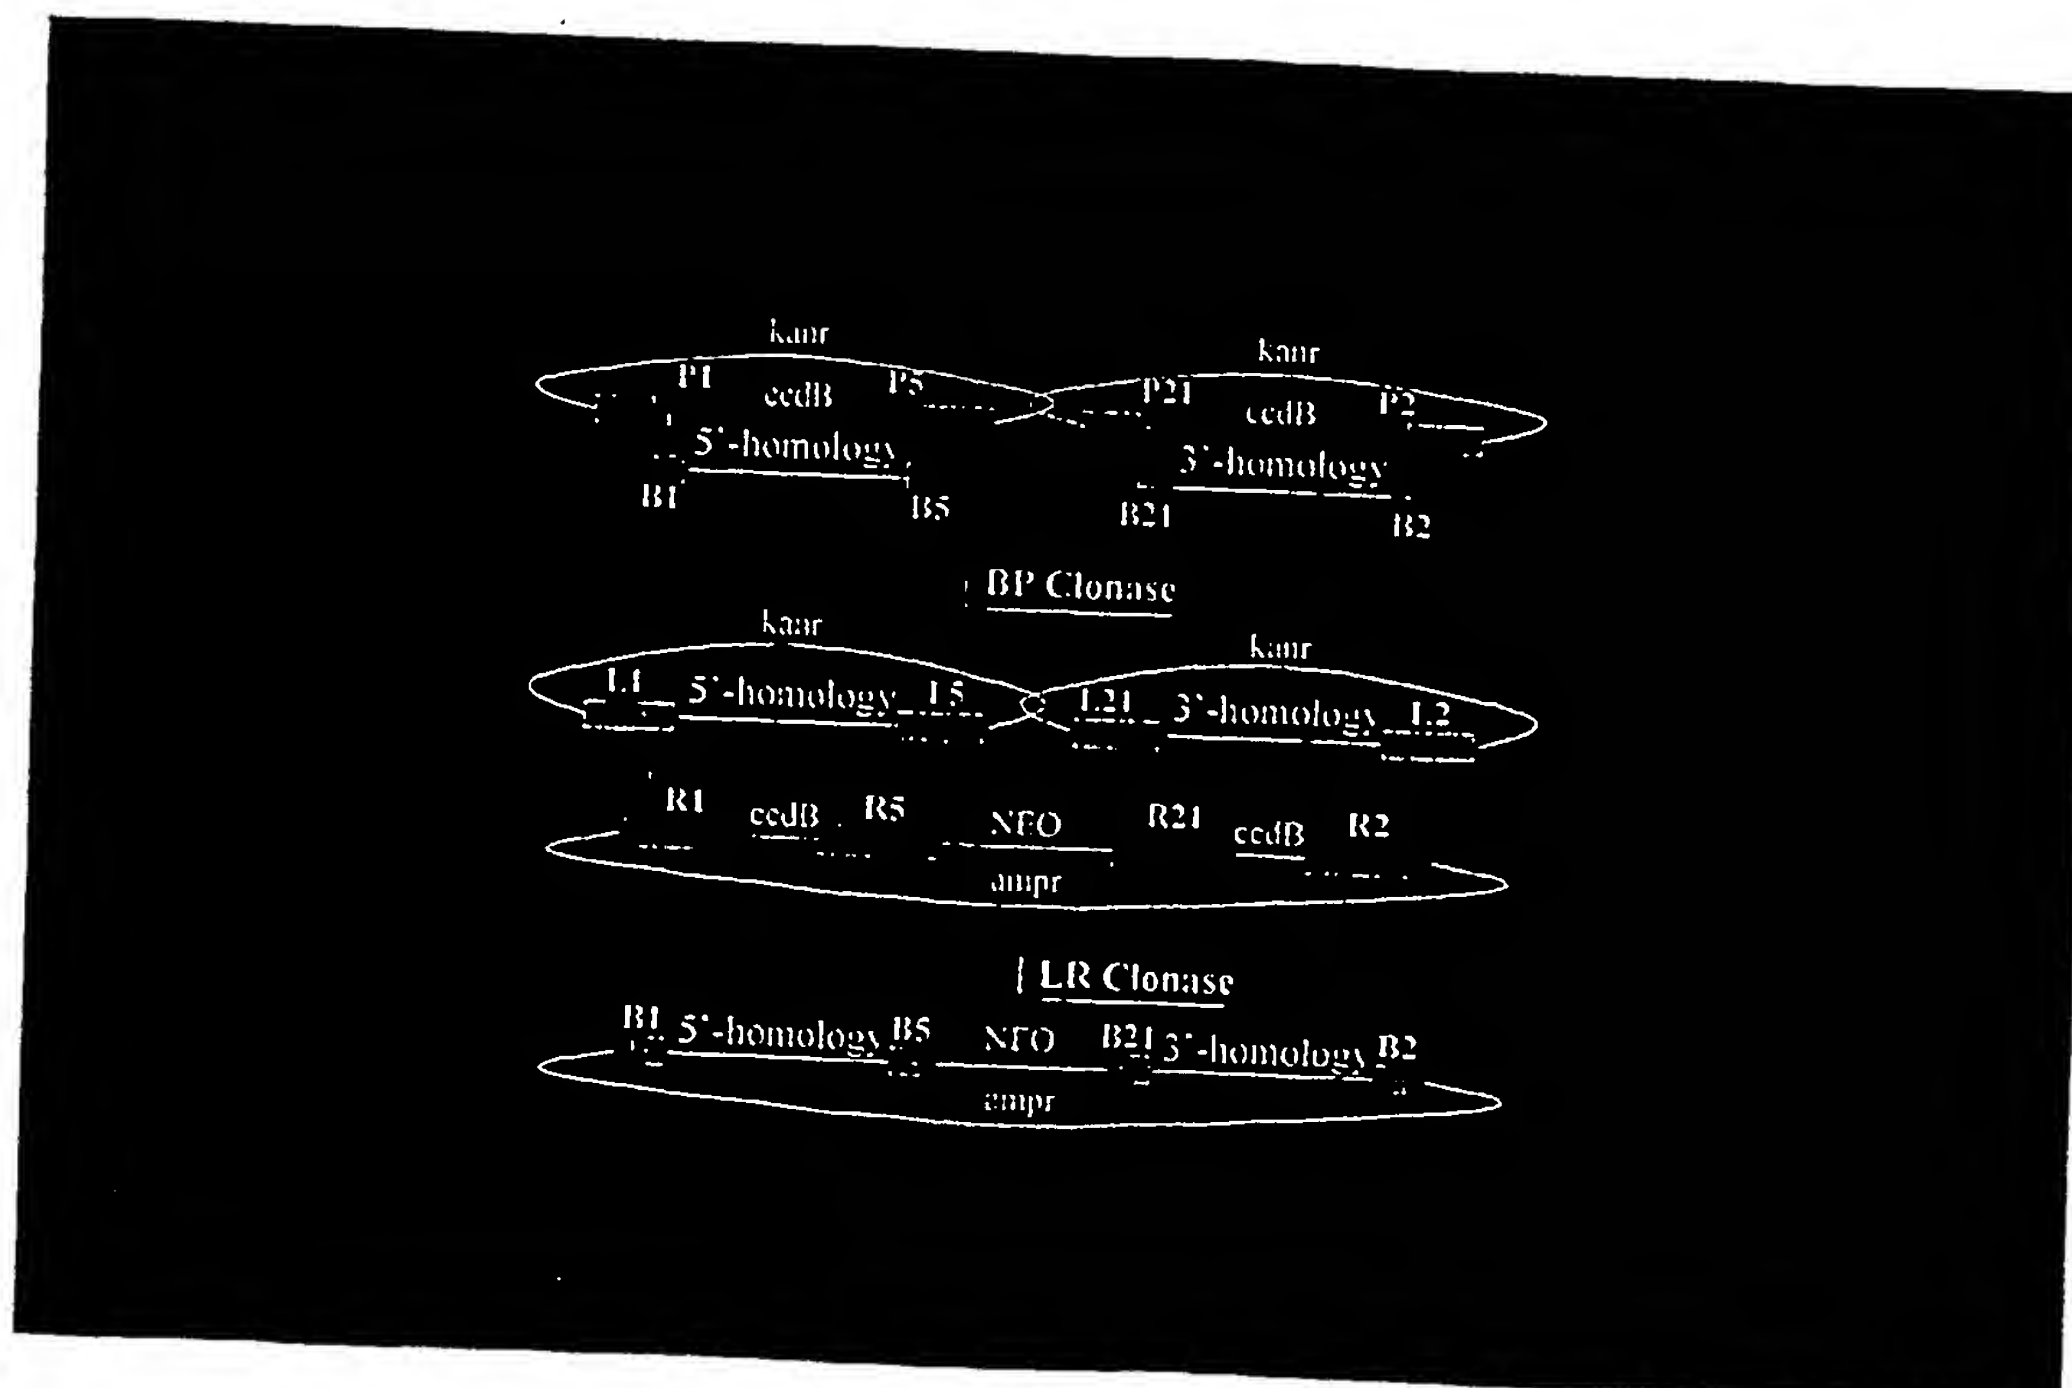 kanr kanr
P1 ccdB P5 P21 ccdB P2
5'-homology 3'-homology
B1 B5 B21 B2
BP Clonase
kanr kanr
L1 5'-homology L5 L21 3'-homology L2
R1 ccdB R5 NEO R21 ccdB R2
ampr
LR Clonase
B1 5'-homology B5 NEO B21 3'-homology B2
ampr